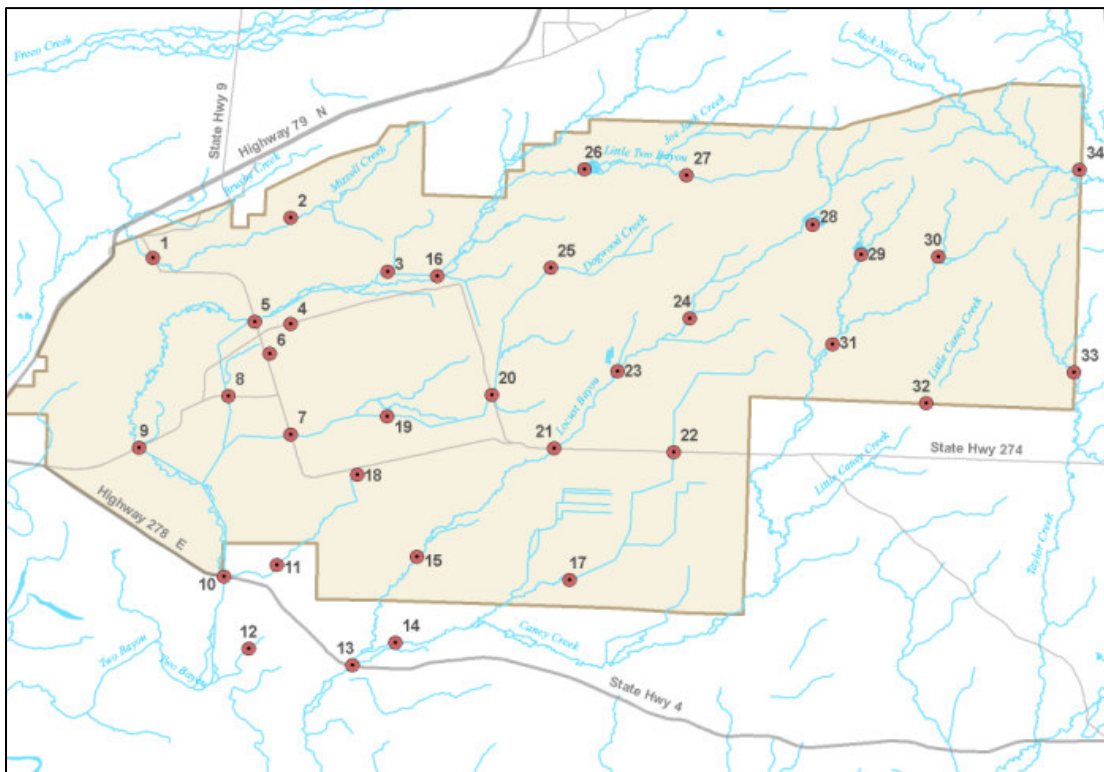 Freeo Creek
State Hwy 9
Highway 79 N
Jack Nutt Creek
Joe Jack Creek
Little Two Bayou
26
27
34
Brushy Creek
Mizzell Creek
2
28
1
3
16
25
Dogwood Creek
29
30
5
4
24
6
31
Little Caney Creek
33
8
23
20
32
19
Locust Bayou
7
9
21
22
State Hwy 274
18
Little Caney Creek
Highway 278 E
15
17
Taylor Creek
11
10
12
14
Caney Creek
Two Bayou
Two Bayou
13
State Hwy 4